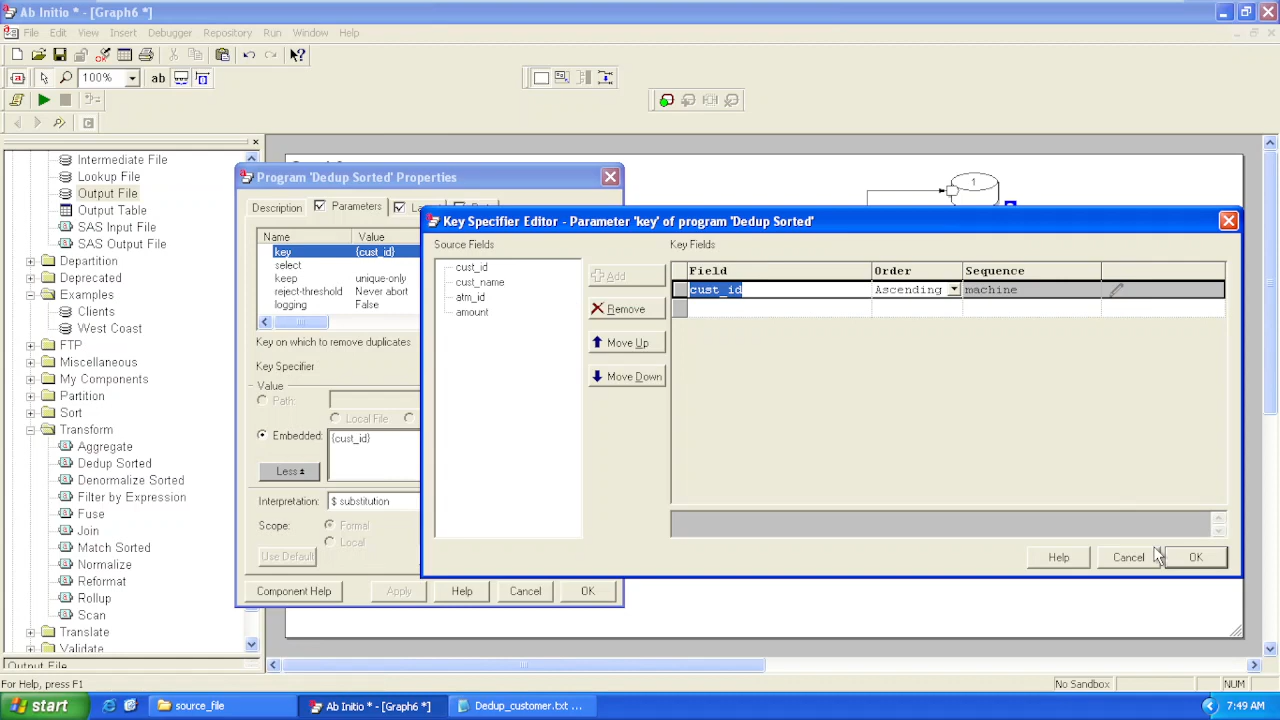 Ab Initio * - [Graph6 *]
File Edit View Insert Debugger Repository Run Window Help
100% ab
Intermediate File
Lookup File
Output File
Output Table
SAS Input File
SAS Output File
Departition
Deprecated
Examples
Clients
West Coast
FTP
Miscellaneous
My Components
Partition
Sort
Transform
Aggregate
Dedup Sorted
Denormalize Sorted
Filter by Expression
Fuse
Join
Match Sorted
Normalize
Reformat
Rollup
Scan
Translate
Validate
Output File
Program 'Dedup Sorted' Properties
Description Parameters
Name Value
key {cust_id}
select
keep unique-only
reject-threshold Never abort
logging False
Key on which to remove duplicates
Key Specifier
Value
Path:
Local File
Embedded: {cust_id}
Less
Interpretation: $ substitution
Scope: Formal
Local
Use Default
Component Help Apply Help Cancel OK
1
Key Specifier Editor - Parameter 'key' of program 'Dedup Sorted'
Source Fields
cust_id
cust_name
atm_id
amount
Add
Remove
Move Up
Move Down
Key Fields
Field Order Sequence
cust_id Ascending machine
Help Cancel OK
For Help, press F1
No Sandbox NUM
start source_file Ab Initio * - [Graph6 *] Dedup_customer.txt ... 7:49 AM